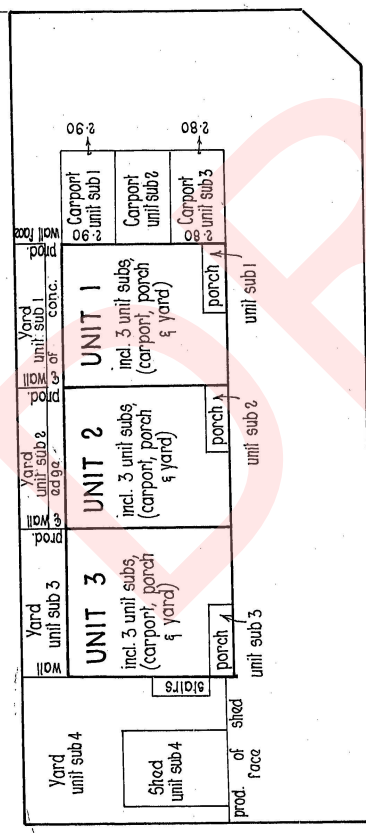 2·90
2·80
Carport
unit sub 1
Carport
unit sub 2
Carport
unit sub 3
2·90
2·80
prod. wall face
Yard
unit sub 1
conc.
of
UNIT 1
incl. 3 unit subs,
(carport, porch
& yard)
porch
unit sub 1
prod. ℄ wall
Yard
unit sub 2
edge
UNIT 2
incl. 3 unit subs,
(carport, porch
& yard)
porch
unit sub 2
prod. ℄ wall
Yard
unit sub 3
wall
UNIT 3
incl. 3 unit subs,
(carport, porch
& yard)
porch
unit sub 3
stairs
Yard
unit sub 4
Shed
unit sub 4
prod. of shed
face